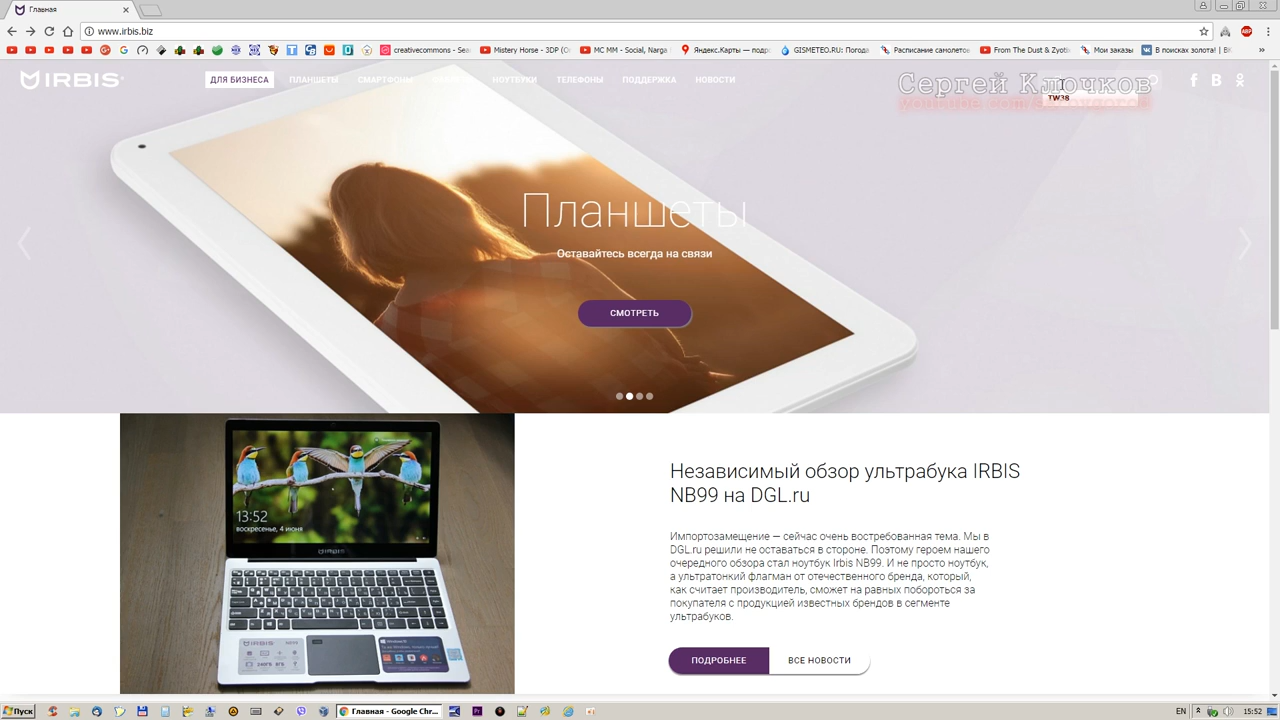 Главная
www.irbis.biz
creativecommons - Sea
Mistery Horse - 3DP (O
MC MM - Social, Narga
Яндекс.Карты — подро
GISMETEO.RU: Погода
Расписание самолетов
From The Dust & Zyoti
Мои заказы
В поисках золота! | Вк
IRBIS
ДЛЯ БИЗНЕСА
ПЛАНШЕТЫ
СМАРТФОНЫ
НОУТБУКИ
ТЕЛЕФОНЫ
ПОДДЕРЖКА
НОВОСТИ
Сергей Клочков
TW38
Планшеты
Оставайтесь всегда на связи
СМОТРЕТЬ
13:52
воскресенье, 4 июня
IRBIS
IRBIS
Независимый обзор ультрабука IRBIS
NB99 на DGL.ru
Импортозамещение — сейчас очень востребованная тема. Мы в
DGL.ru решили не оставаться в стороне. Поэтому героем нашего
очередного обзора стал ноутбук Irbis NB99. И не просто ноутбук,
а ультратонкий флагман от отечественного бренда, который,
как считает производитель, сможет на равных побороться за
покупателя с продукцией известных брендов в сегменте
ультрабуков.
ПОДРОБНЕЕ
ВСЕ НОВОСТИ
Пуск
Главная - Google Chr...
EN
15:52